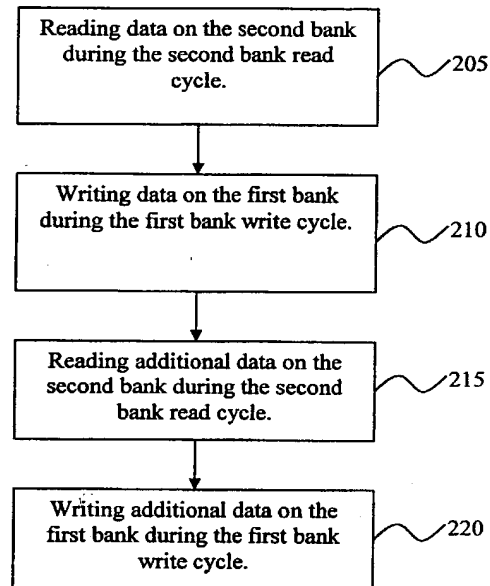 Reading data on the second bank
during the second bank read
cycle.
205
Writing data on the first bank
during the first bank write cycle.
210
Reading additional data on the
second bank during the second
bank read cycle.
215
Writing additional data on the
first bank during the first bank
write cycle.
220